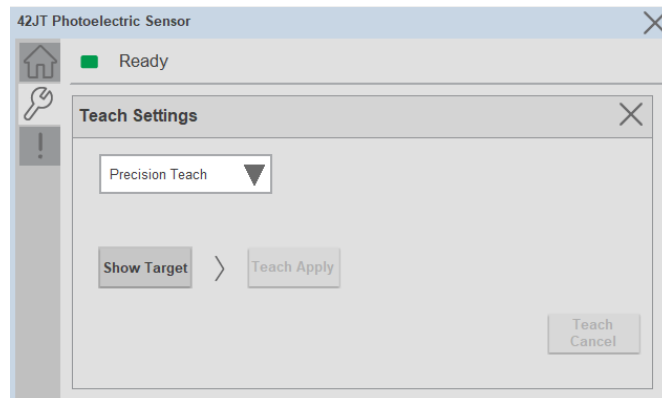 42JT Photoelectric Sensor
Ready
Teach Settings
Precision Teach
Show Target
Teach Apply
Teach
Cancel